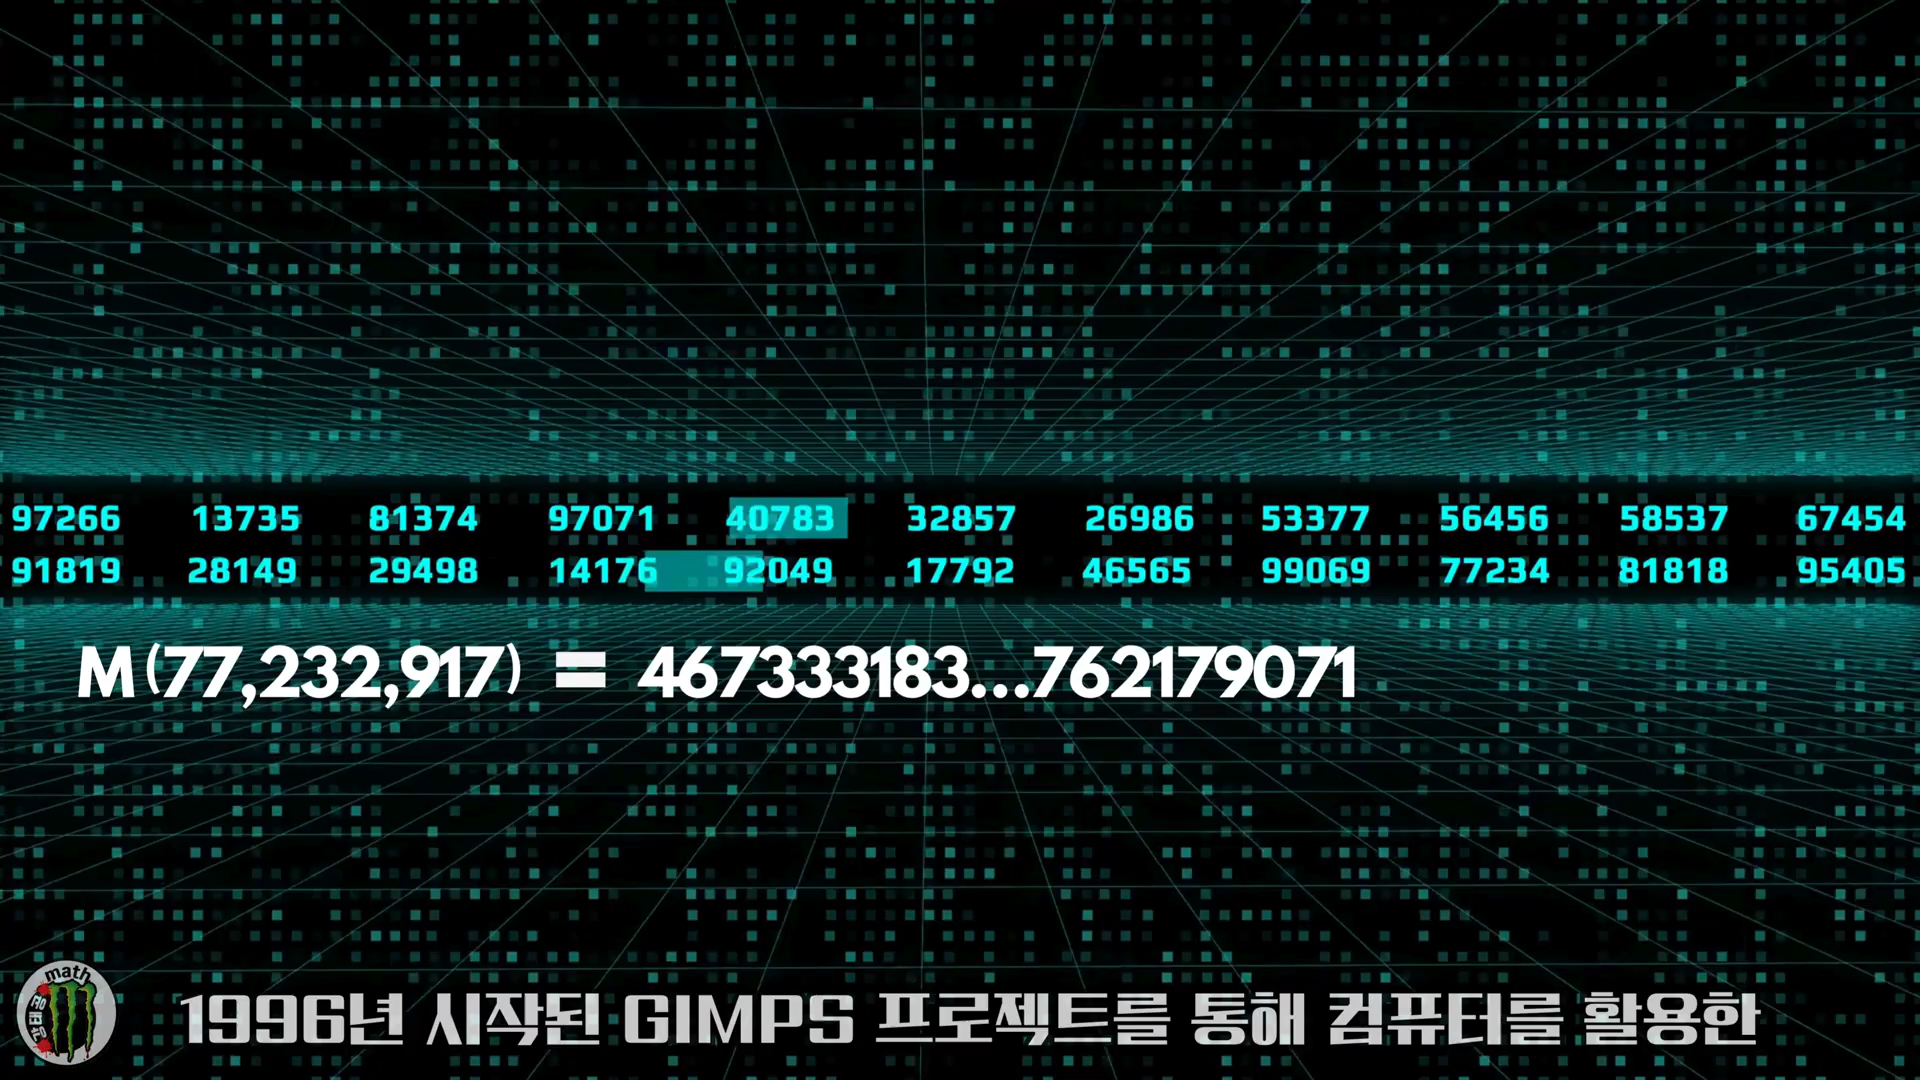 97266 13735 81374 97071 40783 32857 26986 53377 56456 58537 67454
91819 28149 29498 14176 92049 17792 46565 99069 77234 81818 95405
M(77,232,917) = 467333183...762179071
math
1996년 시작된 GIMPS 프로젝트를 통해 컴퓨터를 활용한